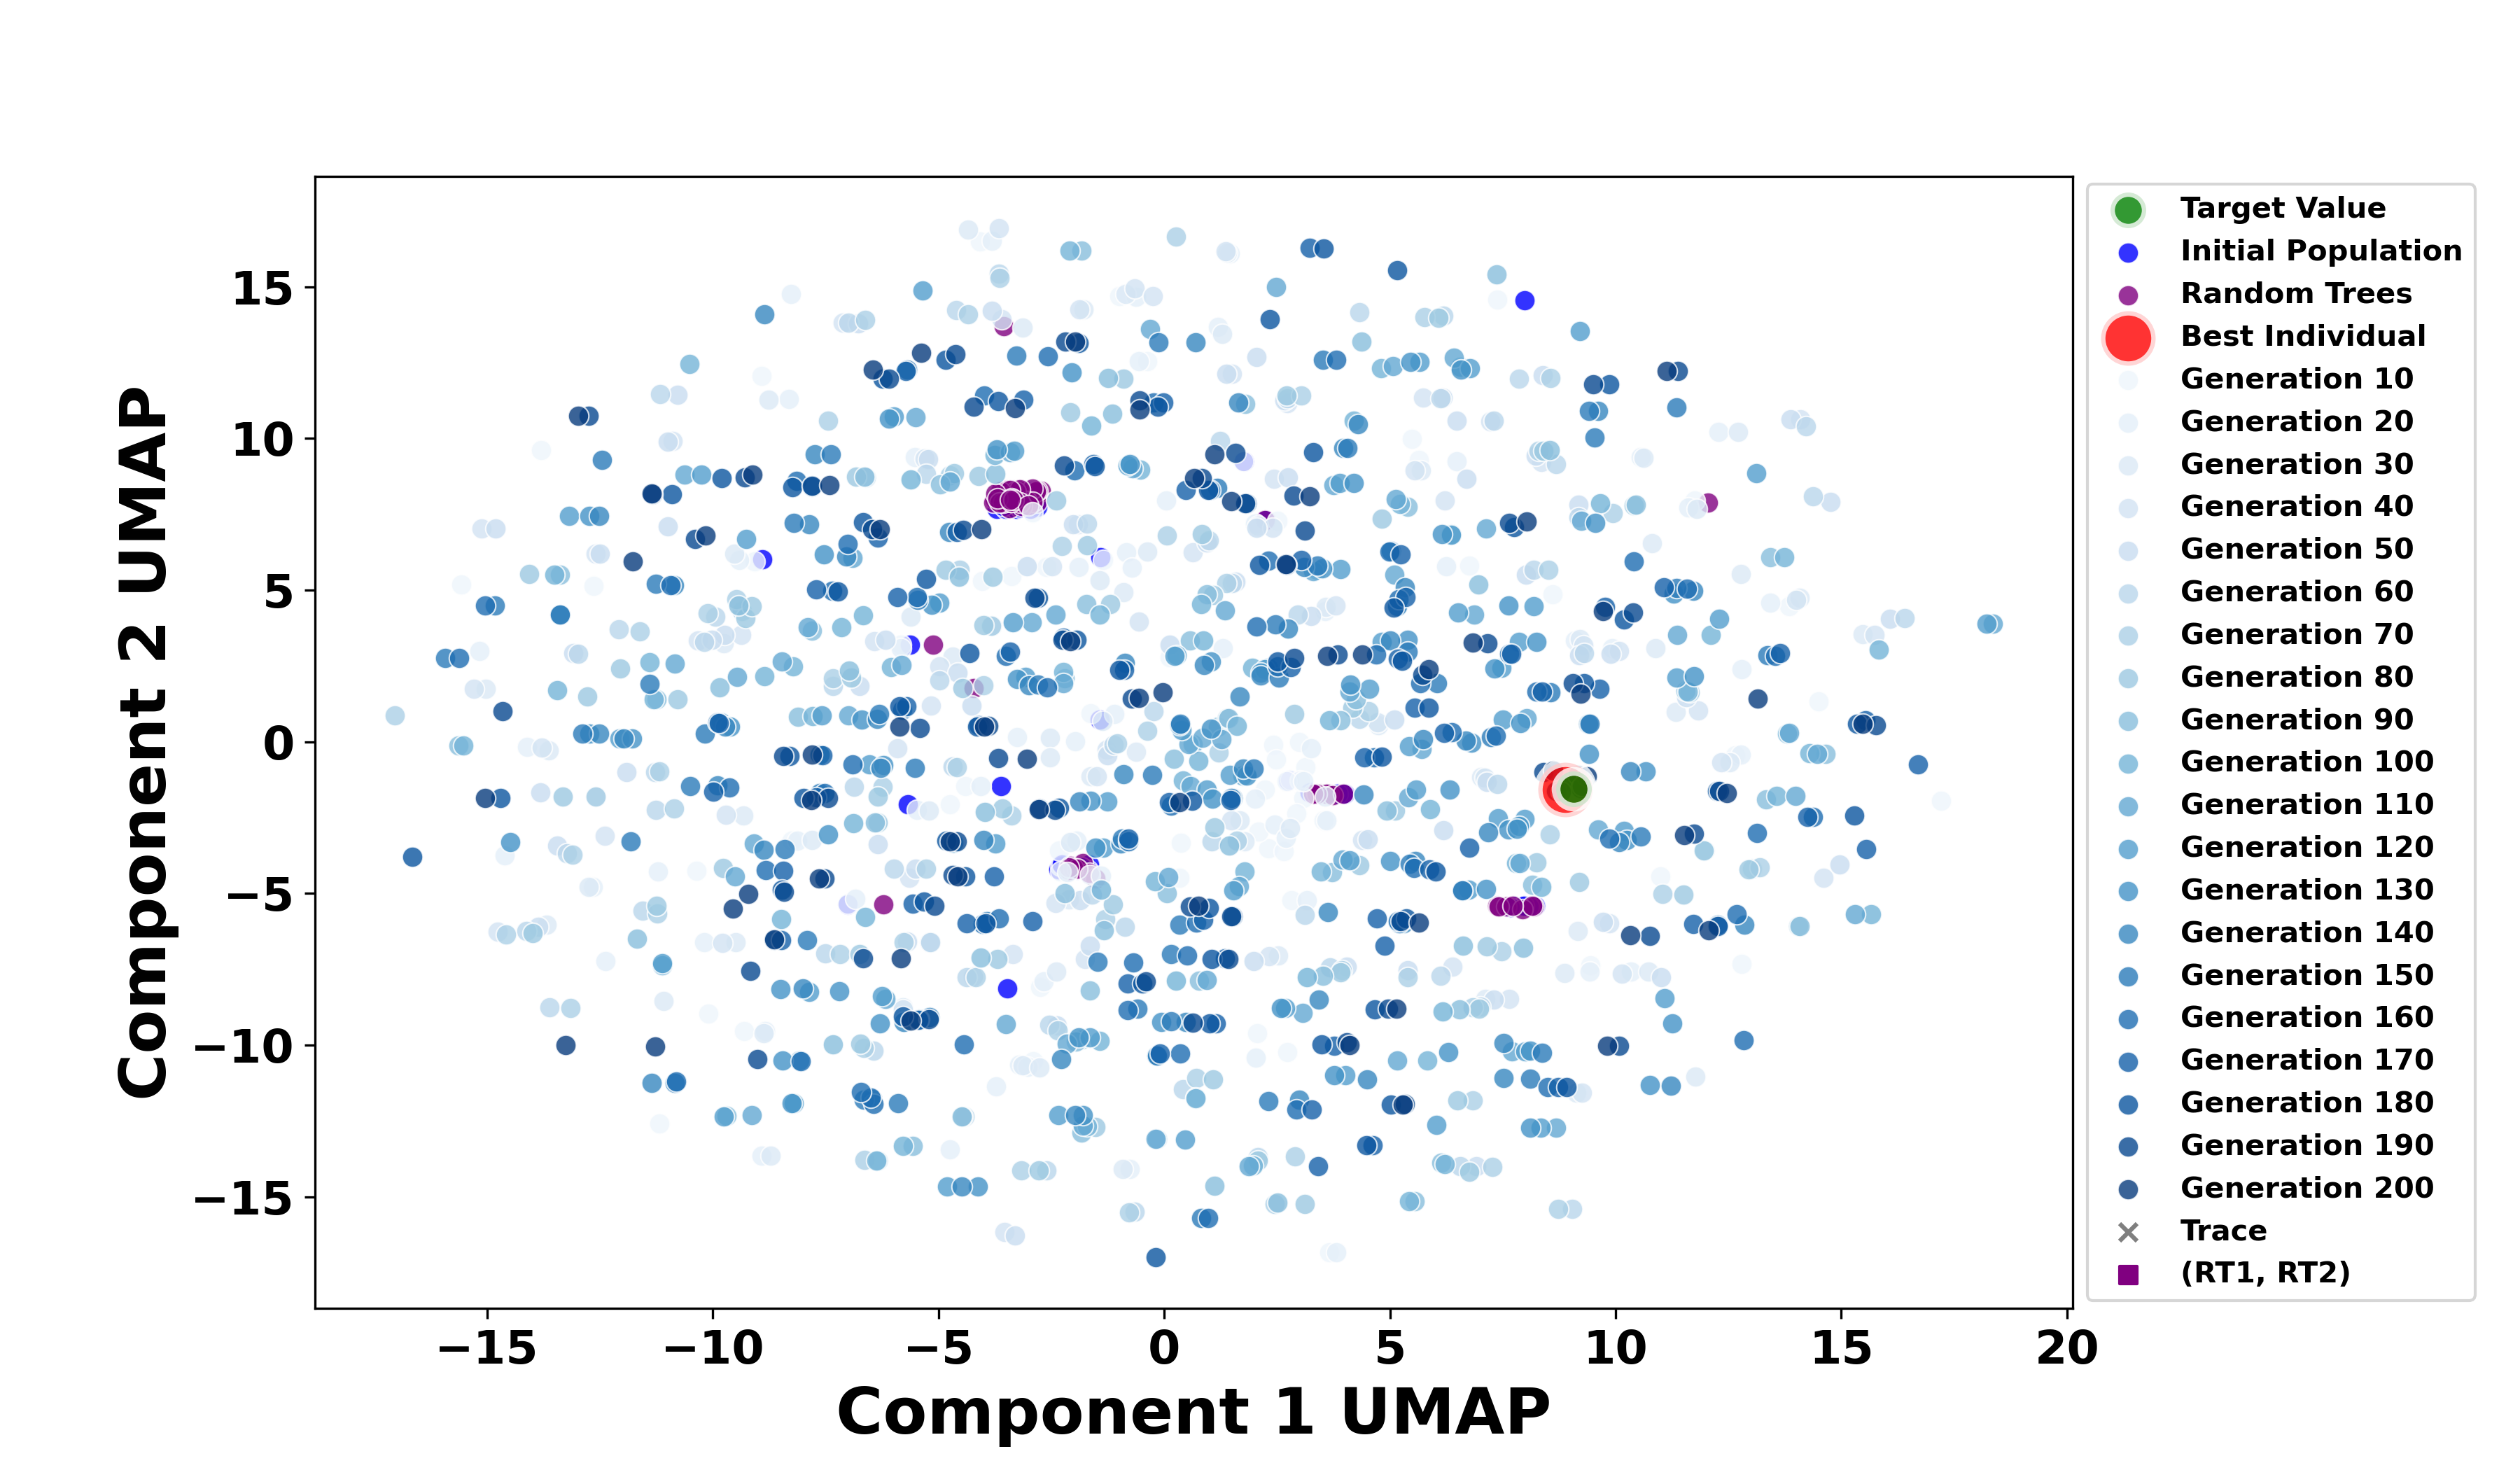 Component 2 UMAP
15
10
5
0
−5
−10
−15
−15
−10
−5
0
5
10
15
20
Component 1 UMAP
Target Value
Initial Population
Random Trees
Best Individual
Generation 10
Generation 20
Generation 30
Generation 40
Generation 50
Generation 60
Generation 70
Generation 80
Generation 90
Generation 100
Generation 110
Generation 120
Generation 130
Generation 140
Generation 150
Generation 160
Generation 170
Generation 180
Generation 190
Generation 200
Trace
(RT1, RT2)